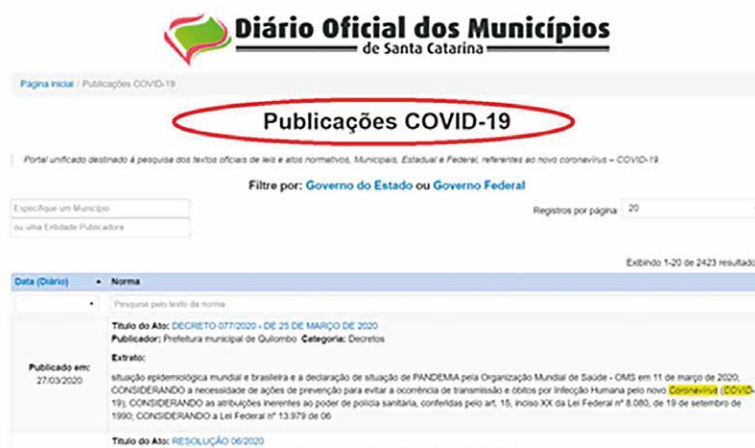 Diário Oficial dos Municípios
de Santa Catarina
Página inicial / Publicações COVID-19
Publicações COVID-19
Portal unificado destinado à pesquisa dos textos oficiais de leis e atos normativos, Municipais, Estadual e Federal, referentes ao novo coronavírus – COVID-19.
Filtre por: Governo do Estado ou Governo Federal
Especifique um Município
ou uma Entidade Publicadora
Registros por página: 20
Exibindo 1-20 de 2423 resultado
Data (Diário) Norma
Pesquise pelo texto da norma
Título do Ato: DECRETO 077/2020 - DE 25 DE MARÇO DE 2020
Publicador: Prefeitura municipal de Quilombo Categoria: Decretos
Extrato:
Publicado em:
27/03/2020
situação epidemiológica mundial e brasileira e a declaração de situação de PANDEMIA pela Organização Mundial de Saúde - OMS em 11 de março de 2020;
CONSIDERANDO a necessidade de ações de prevenção para evitar a ocorrência de transmissão e óbitos por Infecção Humana pelo novo Coronavírus (COVID-
19); CONSIDERANDO as atribuições inerentes ao poder de polícia sanitária, conferidas pelo art. 15, inciso XX da Lei Federal nº 8.080, de 19 de setembro de
1990; CONSIDERANDO a Lei Federal nº 13.979 de 06
Título do Ato: RESOLUÇÃO 06/2020